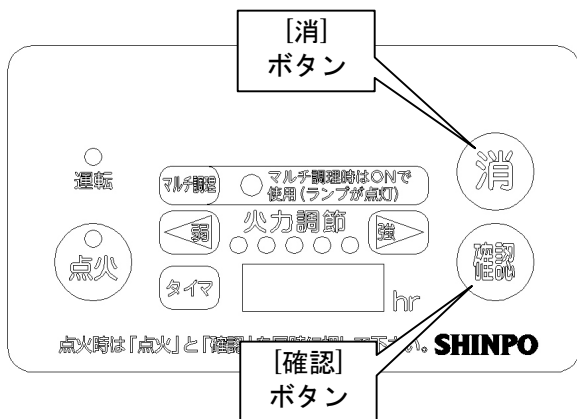 [消]
ボタン
運転
マルチ調理
マルチ調理時はONで
使用(ランプが点灯)
消
弱
火力調節
強
点火
タイマ
hr
確認
点火時は「点火」と「確認」を同時に押して下さい。
SHINPO
[確認]
ボタン